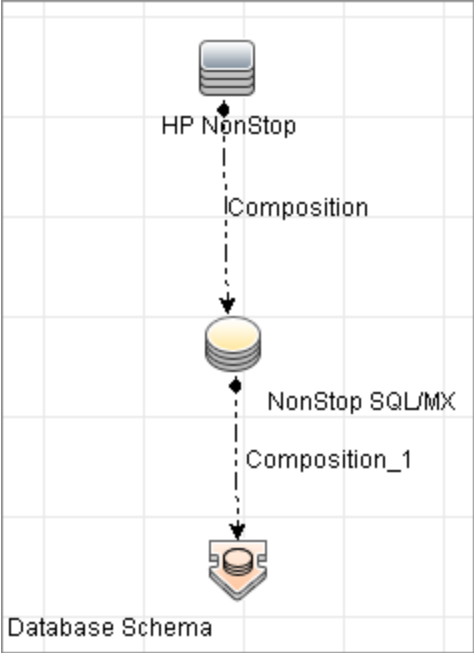 HP NonStop
Composition
NonStop SQL/MX
Composition_1
Database Schema